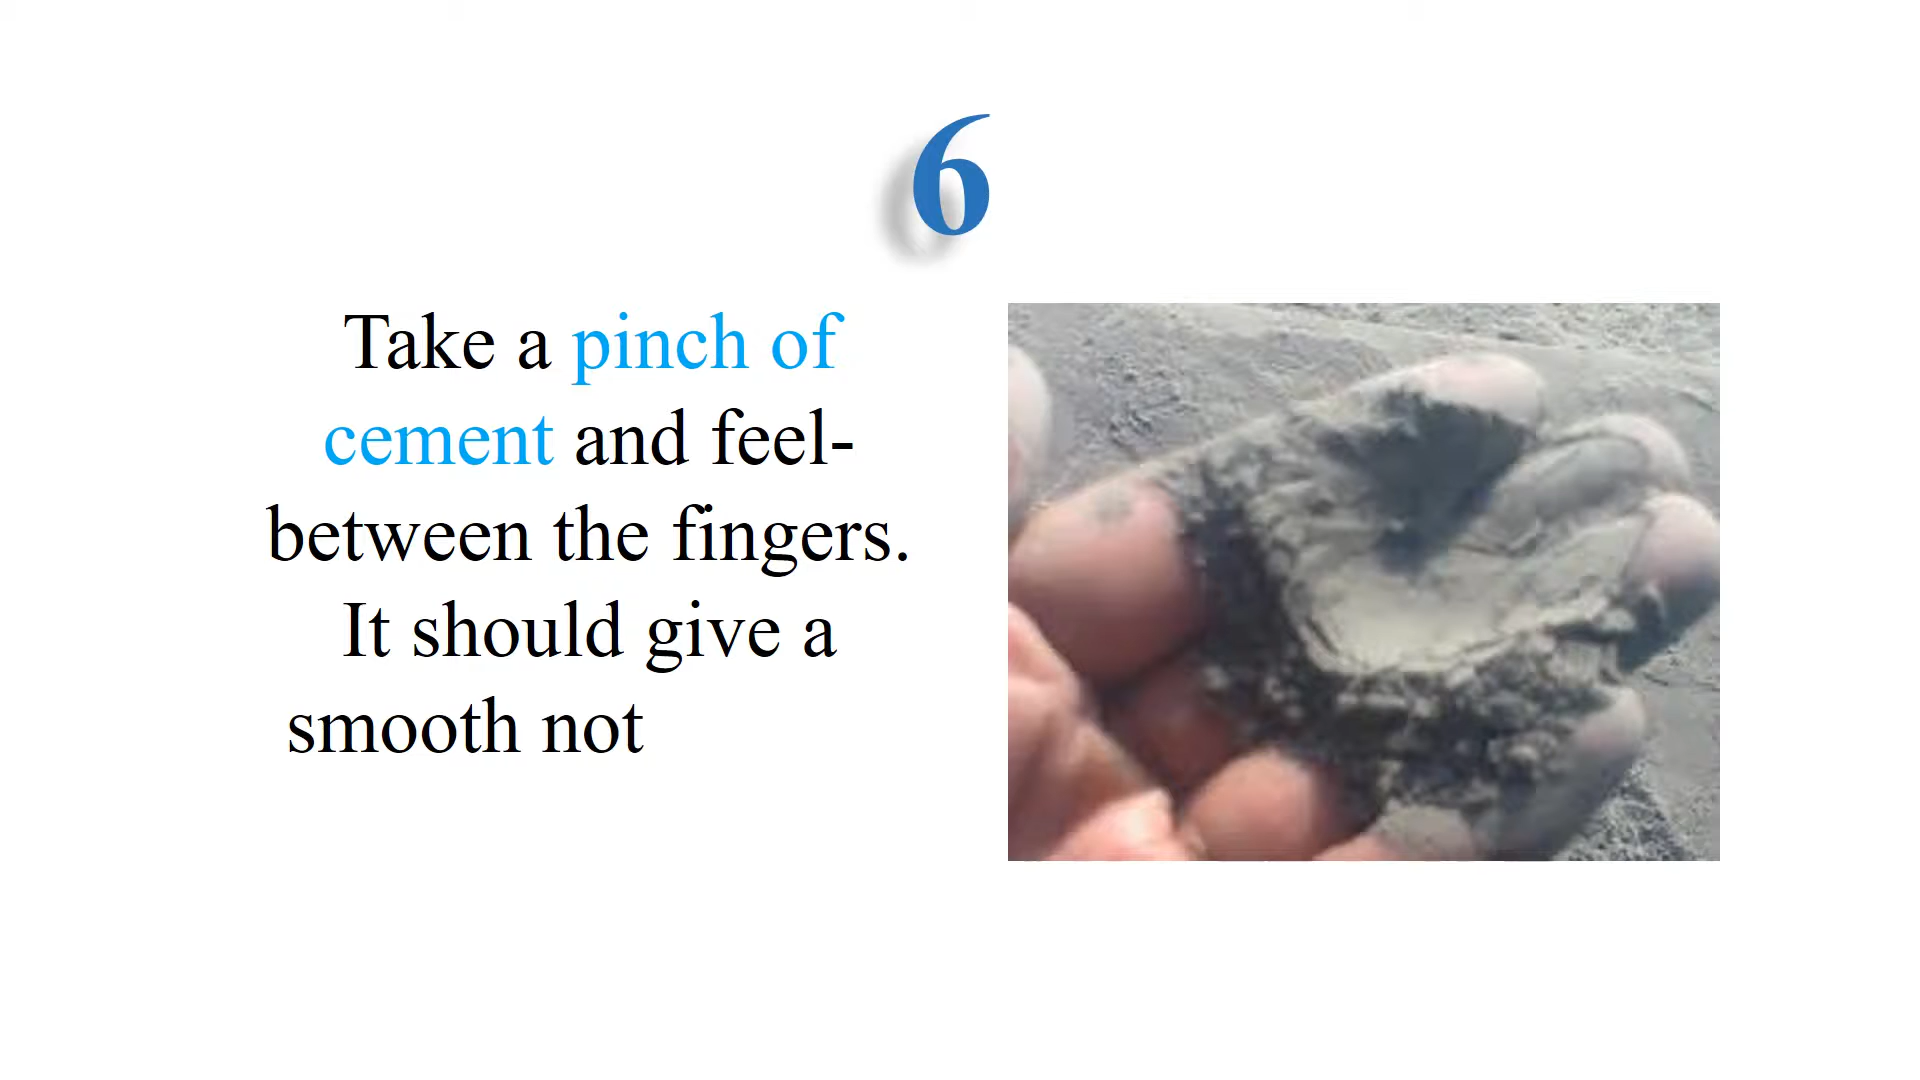 6
Take a pinch of
cement and feel-
between the fingers.
It should give a
smooth not